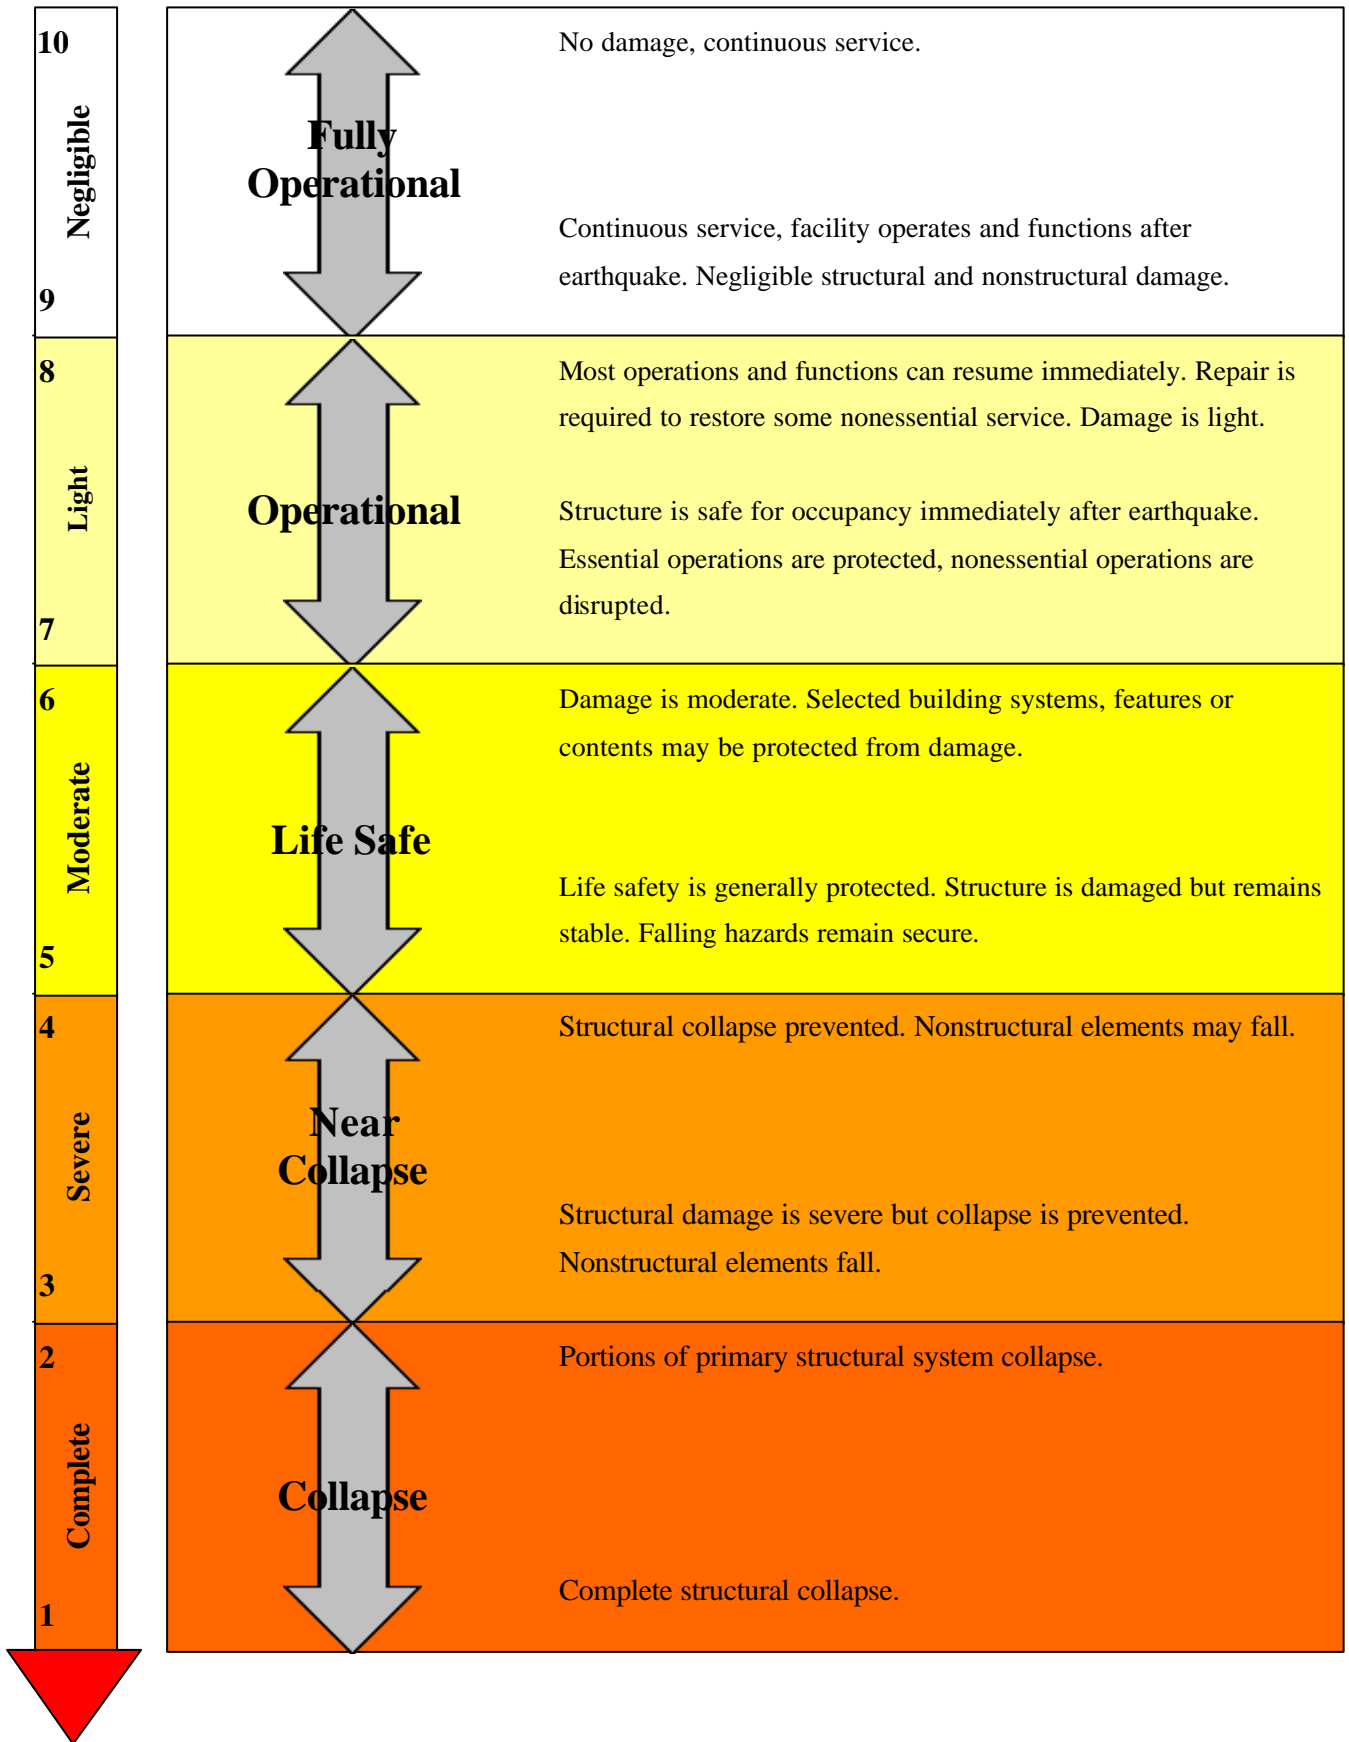 10
No damage, continuous service.
Negligible
Fully
Operational
Continuous service, facility operates and functions after
earthquake. Negligible structural and nonstructural damage.
9
8
Most operations and functions can resume immediately. Repair is
required to restore some nonessential service. Damage is light.
Light
Operational
Structure is safe for occupancy immediately after earthquake.
Essential operations are protected, nonessential operations are
disrupted.
7
6
Damage is moderate. Selected building systems, features or
contents may be protected from damage.
Moderate
Life Safe
Life safety is generally protected. Structure is damaged but remains
stable. Falling hazards remain secure.
5
4
Structural collapse prevented. Nonstructural elements may fall.
Severe
Near
Collapse
Structural damage is severe but collapse is prevented.
Nonstructural elements fall.
3
2
Portions of primary structural system collapse.
Complete
Collapse
Complete structural collapse.
1